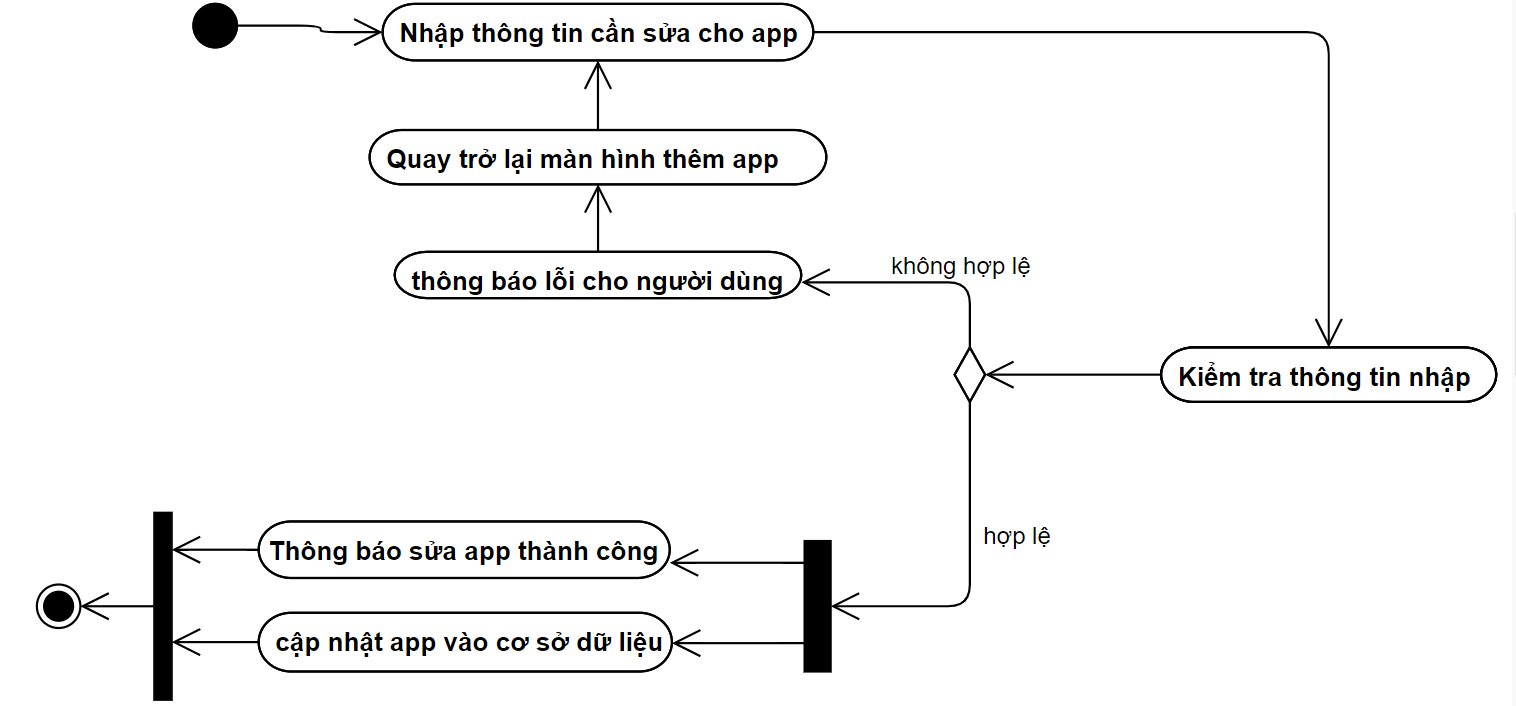 Nhập thông tin cần sửa cho app
Quay trở lại màn hình thêm app
thông báo lỗi cho người dùng
không hợp lệ
Kiểm tra thông tin nhập
hợp lệ
Thông báo sửa app thành công
cập nhật app vào cơ sở dữ liệu